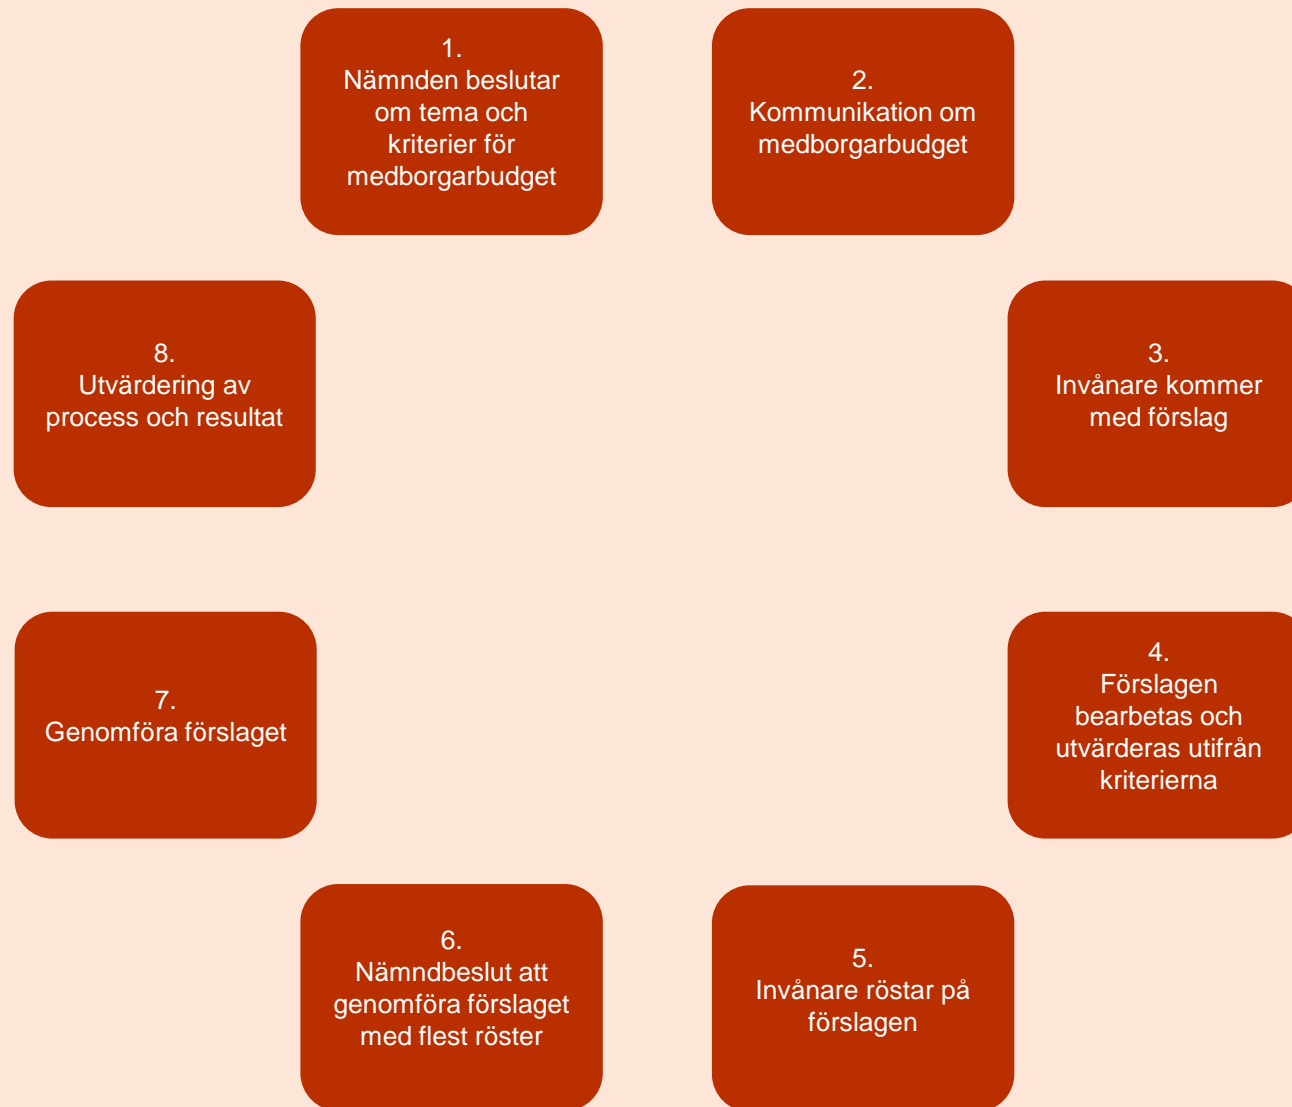 1.
Nämnden beslutar
om tema och
kriterier för
medborgarbudget
2.
Kommunikation om
medborgarbudget
3.
Invånare kommer
med förslag
4.
Förslagen
bearbetas och
utvärderas utifrån
kriterierna
5.
Invånare röstar på
förslagen
6.
Nämndbeslut att
genomföra förslaget
med flest röster
7.
Genomföra förslaget
8.
Utvärdering av
process och resultat